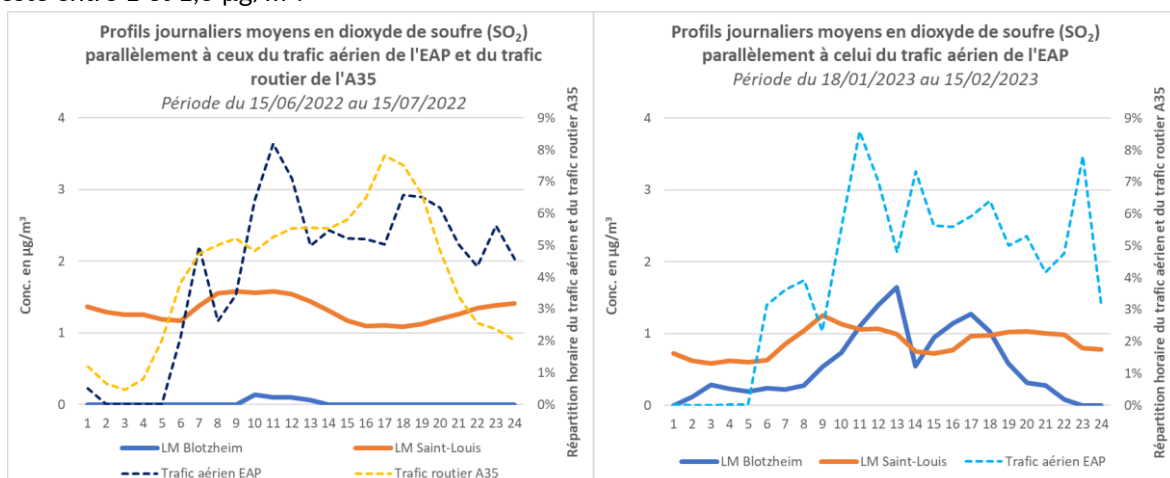 Profils journaliers moyens en dioxyde de soufre (SO₂)
parallèlement à ceux du trafic aérien de l'EAP et du trafic
routier de l'A35
Période du 15/06/2022 au 15/07/2022
4
3
2
1
0
Conc. en µg/m³
9%
8%
7%
6%
5%
4%
3%
2%
1%
0%
Répartition horaire du trafic aérien et du trafic routier A35
1 2 3 4 5 6 7 8 9 10 11 12 13 14 15 16 17 18 19 20 21 22 23 24
LM Blotzheim LM Saint-Louis
Trafic aérien EAP Trafic routier A35
Profils journaliers moyens en dioxyde de soufre (SO₂)
parallèlement à celui du trafic aérien de l'EAP
Période du 18/01/2023 au 15/02/2023
4
3
2
1
0
Conc. en µg/m³
9%
8%
7%
6%
5%
4%
3%
2%
1%
0%
Répartition horaire du trafic aérien et du trafic routier A35
1 2 3 4 5 6 7 8 9 10 11 12 13 14 15 16 17 18 19 20 21 22 23 24
LM Blotzheim LM Saint-Louis Trafic aérien EAP